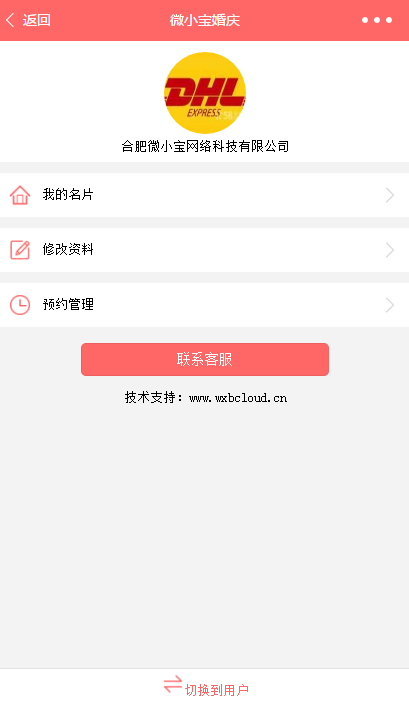 返回
微小宝婚庆
DHL
EXPRESS
合肥微小宝网络科技有限公司
我的名片
修改资料
预约管理
联系客服
技术支持：www.wxbcloud.cn
切换到用户